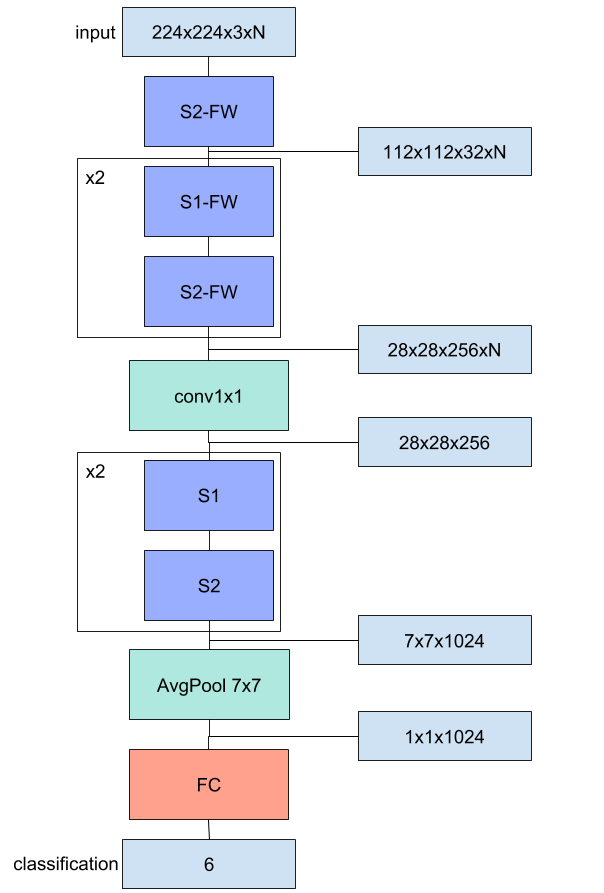 input
224x224x3xN
S2-FW
112x112x32xN
x2
S1-FW
S2-FW
28x28x256xN
conv1x1
28x28x256
x2
S1
S2
7x7x1024
AvgPool 7x7
1x1x1024
FC
classification
6